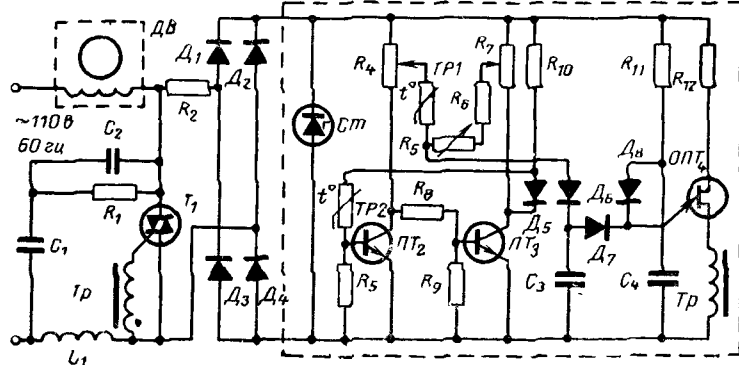 ДВ
Д₁
Д₂
R₂
~110 в
60 гц
C₂
R₁
T₁
C₁
Тр
L₁
Д₃
Д₄
Ст
R₄
ТР1
t°
R₅
R₆
R₇
R₁₀
R₁₁
R₁₂
t°
ТР2
R₈
ПТ₂
R₅
R₉
ПТ₃
Д₅
Д₆
Д₇
Д₈
ОПТ₄
C₃
C₄
Тр